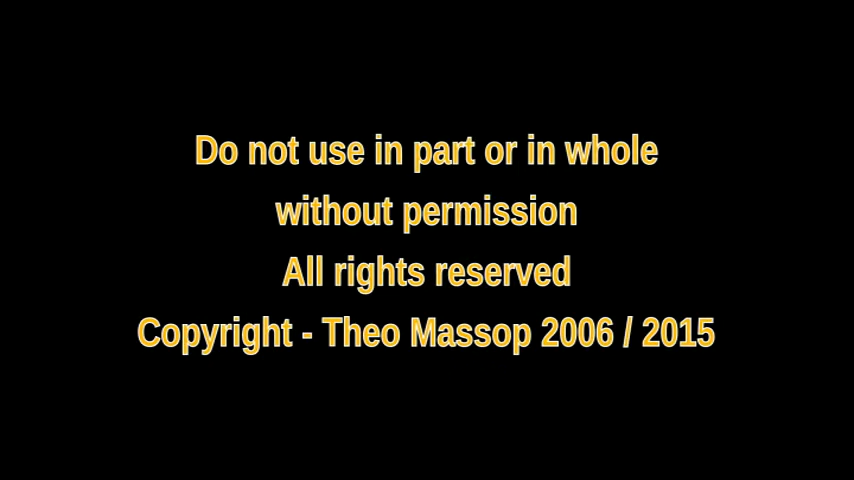 Do not use in part or in whole
without permission
All rights reserved
Copyright - Theo Massop 2006 / 2015